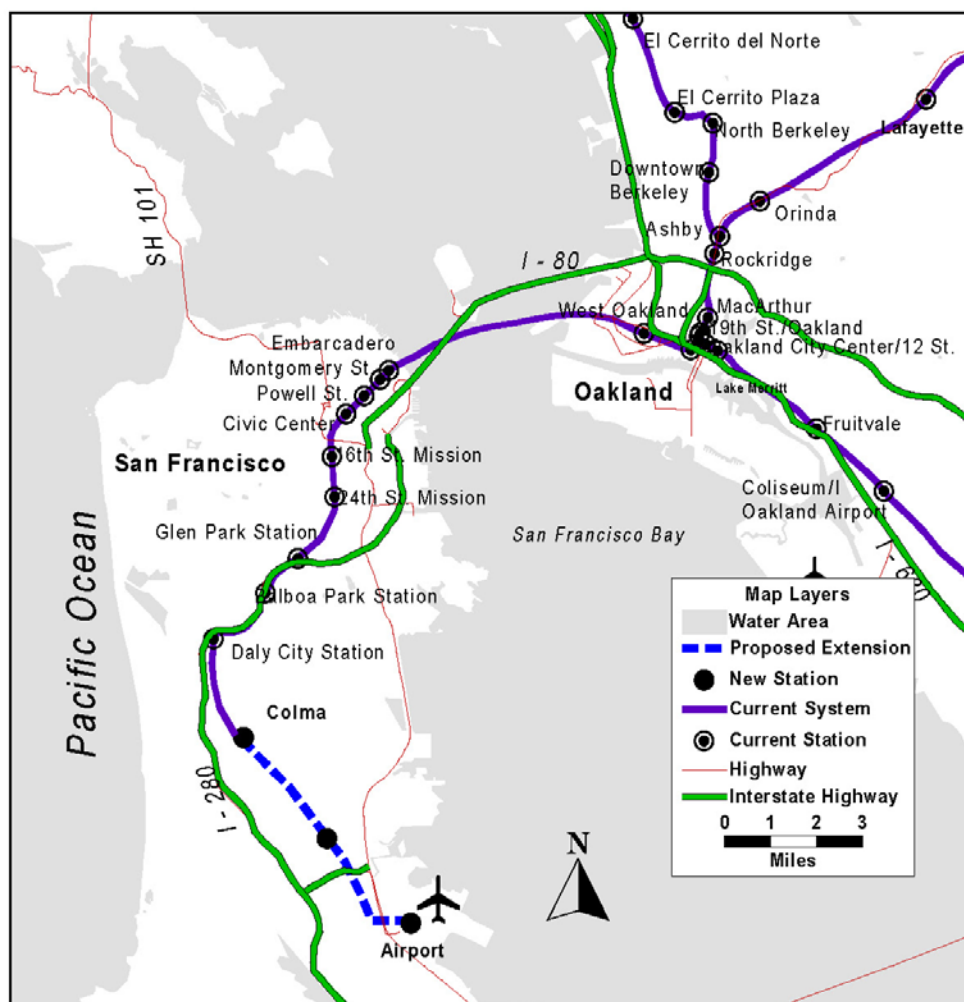 El Cerrito del Norte
El Cerrito Plaza
North Berkeley
Lafayette
Downtown
Berkeley
Orinda
SH 101
Ashby
Rockridge
I - 80
MacArthur
West Oakland
19th St./Oakland
Embarcadero
Oakland City Center/12 St.
Montgomery St.
Powell St.
Oakland
Lake Merritt
Civic Center
Fruitvale
San Francisco
16th St. Mission
24th St. Mission
Coliseum/I
Oakland Airport
Glen Park Station
San Francisco Bay
Pacific Ocean
Balboa Park Station
Daly City Station
Colma
I - 280
Airport
Map Layers
Water Area
Proposed Extension
New Station
Current System
Current Station
Highway
Interstate Highway
0 1 2 3
Miles
N